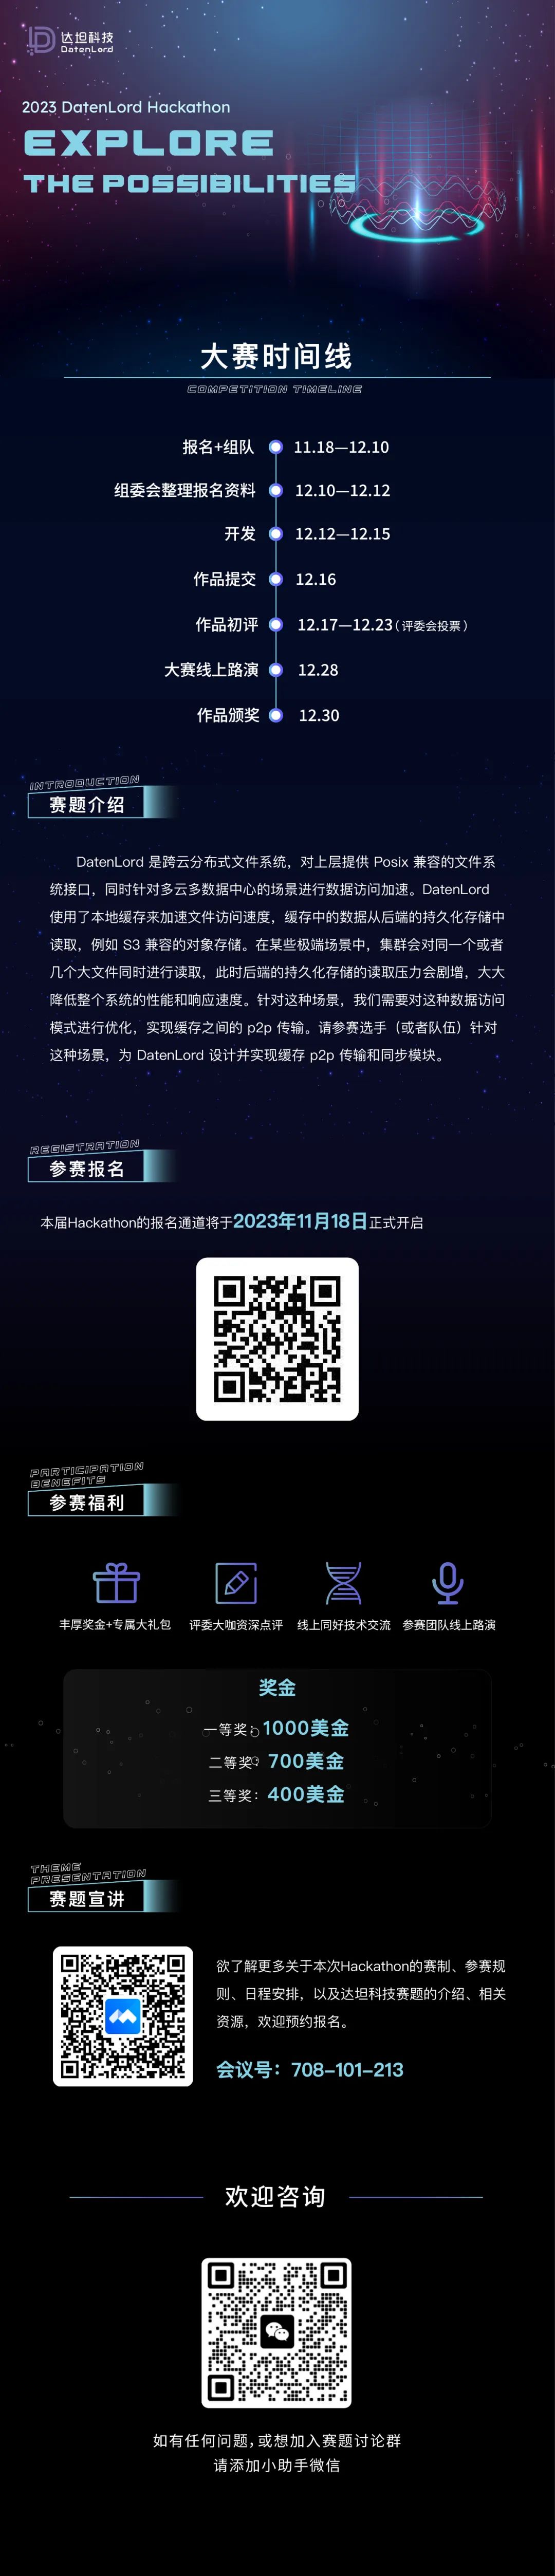 达坦科技
DatenLord
2023 DatenLord Hackathon
EXPLORE
THE POSSIBILITIES
大赛时间线
COMPETITION TIMELINE
报名+组队 11.18—12.10
组委会整理报名资料 12.10—12.12
开发 12.12—12.15
作品提交 12.16
作品初评 12.17—12.23（评委会投票）
大赛线上路演 12.28
作品颁奖 12.30
INTRODUCTION
赛题介绍
DatenLord 是跨云分布式文件系统，对上层提供 Posix 兼容的文件系
统接口，同时针对多云多数据中心的场景进行数据访问加速。DatenLord
使用了本地缓存来加速文件访问速度，缓存中的数据从后端的持久化存储中
读取，例如 S3 兼容的对象存储。在某些极端场景中，集群会对同一个或者
几个大文件同时进行读取，此时后端的持久化存储的读取压力会剧增，大大
降低整个系统的性能和响应速度。针对这种场景，我们需要对这种数据访问
模式进行优化，实现缓存之间的 p2p 传输。请参赛选手（或者队伍）针对
这种场景，为 DatenLord 设计并实现缓存 p2p 传输和同步模块。
REGISTRATION
参赛报名
本届Hackathon的报名通道将于2023年11月18日正式开启
PARTICIPATION
BENEFITS
参赛福利
丰厚奖金+专属大礼包 评委大咖资深点评 线上同好技术交流 参赛团队线上路演
奖金
一等奖：1000美金
二等奖：700美金
三等奖：400美金
THEME
PRESENTATION
赛题宣讲
欲了解更多关于本次Hackathon的赛制、参赛规
则、日程安排，以及达坦科技赛题的介绍、相关
资源，欢迎预约报名。
会议号：708-101-213
欢迎咨询
如有任何问题，或想加入赛题讨论群
请添加小助手微信